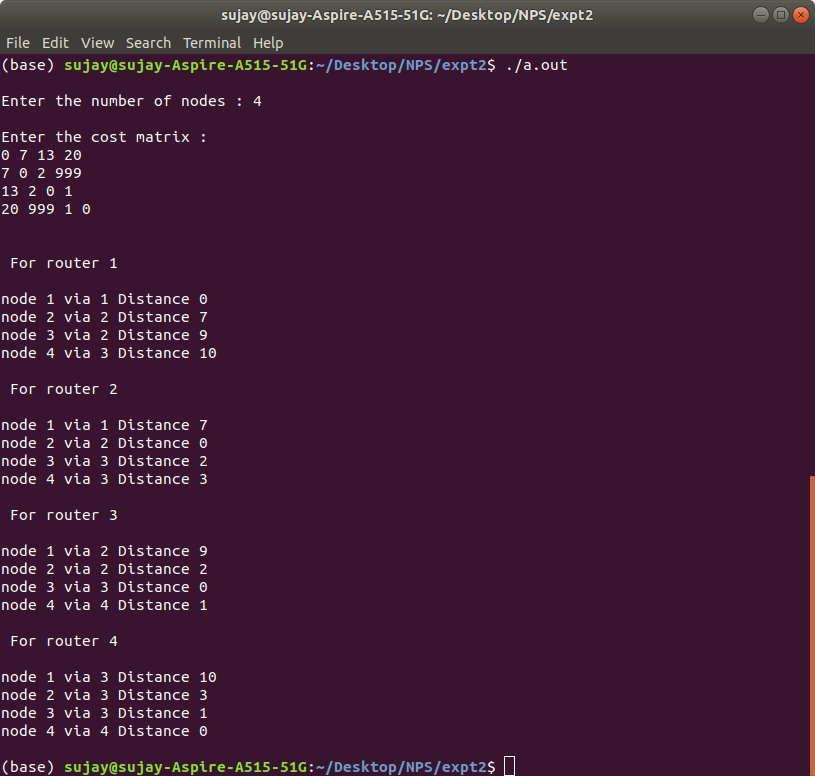 sujay@sujay-Aspire-A515-51G: ~/Desktop/NPS/expt2
File Edit View Search Terminal Help
(base) sujay@sujay-Aspire-A515-51G:~/Desktop/NPS/expt2$ ./a.out
Enter the number of nodes : 4
Enter the cost matrix :
0 7 13 20
7 0 2 999
13 2 0 1
20 999 1 0
For router 1
node 1 via 1 Distance 0
node 2 via 2 Distance 7
node 3 via 2 Distance 9
node 4 via 3 Distance 10
For router 2
node 1 via 1 Distance 7
node 2 via 2 Distance 0
node 3 via 3 Distance 2
node 4 via 3 Distance 3
For router 3
node 1 via 2 Distance 9
node 2 via 2 Distance 2
node 3 via 3 Distance 0
node 4 via 4 Distance 1
For router 4
node 1 via 3 Distance 10
node 2 via 3 Distance 3
node 3 via 3 Distance 1
node 4 via 4 Distance 0
(base) sujay@sujay-Aspire-A515-51G:~/Desktop/NPS/expt2$